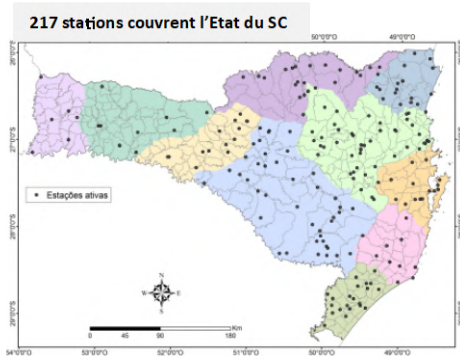 217 stations couvrent l’Etat du SC
50°0'0"O 49°0'0"O
26°0'0"S
27°0'0"S
28°0'0"S
29°0'0"S
Estações ativas
N
W E
S
Km
0 45 90 180
54°0'0"O 53°0'0"O 52°0'0"O 51°0'0"O 50°0'0"O 49°0'0"O